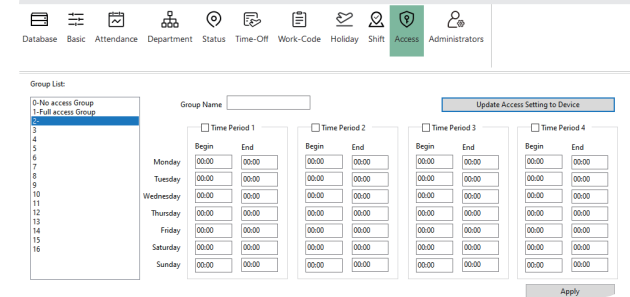 Database Basic Attendance Department Status Time-Off Work-Code Holiday Shift Access Administrators
Group List:
0-No access Group
1-Full access Group
2-
3
4
5
6
7
8
9
10
11
12
13
14
15
16
Group Name
Update Access Setting to Device
Time Period 1 Time Period 2 Time Period 3 Time Period 4
Begin End Begin End Begin End Begin End
Monday 00:00 00:00 00:00 00:00 00:00 00:00 00:00 00:00
Tuesday 00:00 00:00 00:00 00:00 00:00 00:00 00:00 00:00
Wednesday 00:00 00:00 00:00 00:00 00:00 00:00 00:00 00:00
Thursday 00:00 00:00 00:00 00:00 00:00 00:00 00:00 00:00
Friday 00:00 00:00 00:00 00:00 00:00 00:00 00:00 00:00
Saturday 00:00 00:00 00:00 00:00 00:00 00:00 00:00 00:00
Sunday 00:00 00:00 00:00 00:00 00:00 00:00 00:00 00:00
Apply